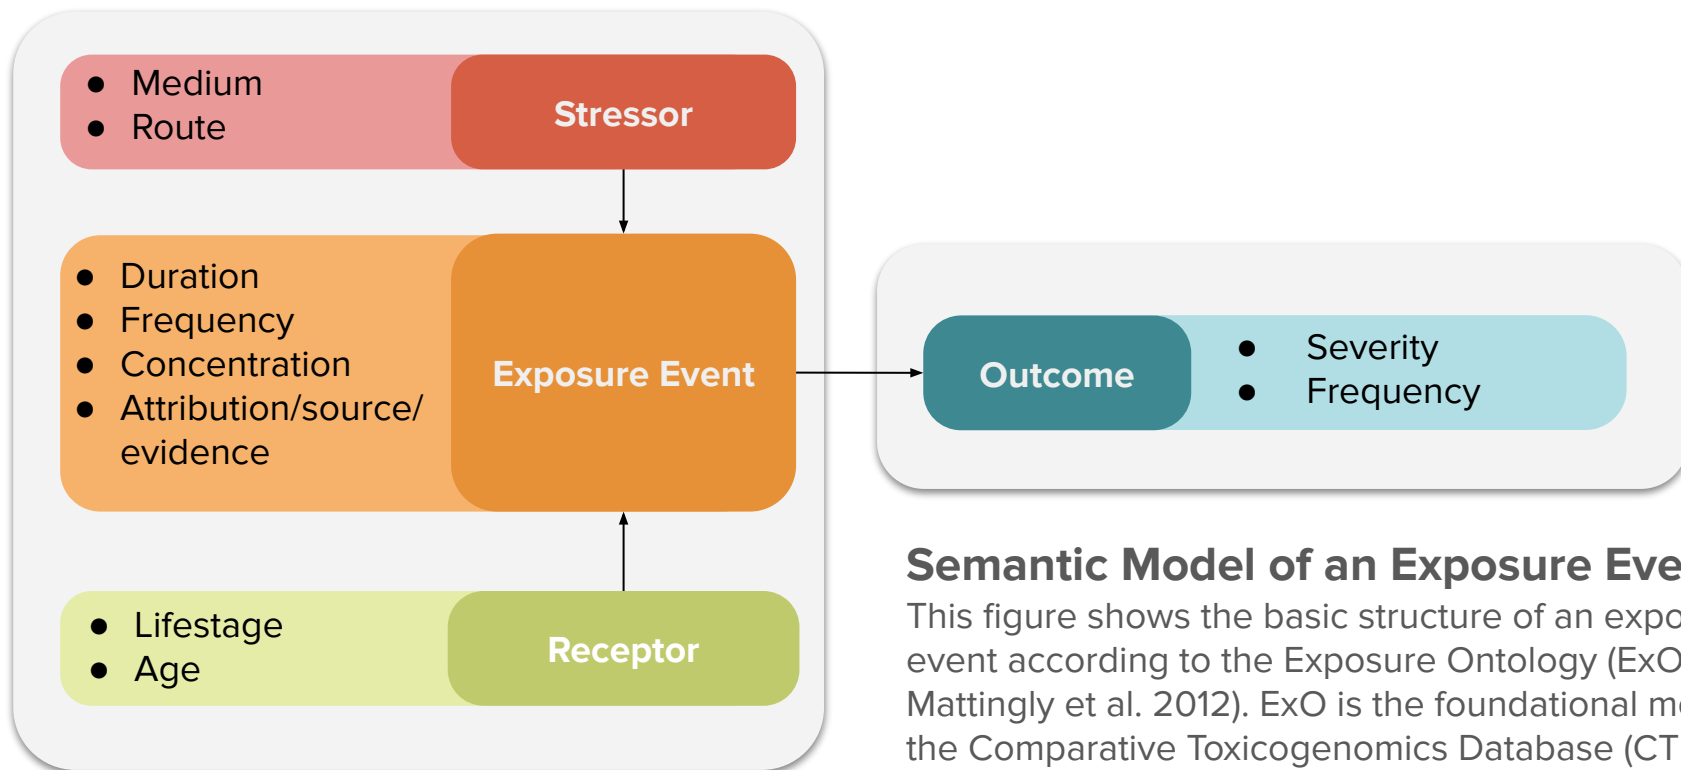 ● Medium
● Route
Stressor
● Duration
● Frequency
● Concentration
● Attribution/source/
evidence
Exposure Event
● Lifestage
● Age
Receptor
Outcome
● Severity
● Frequency
Semantic Model of an Exposure Eve
This figure shows the basic structure of an expo
event according to the Exposure Ontology (ExO
Mattingly et al. 2012). ExO is the foundational m
the Comparative Toxicogenomics Database (CT